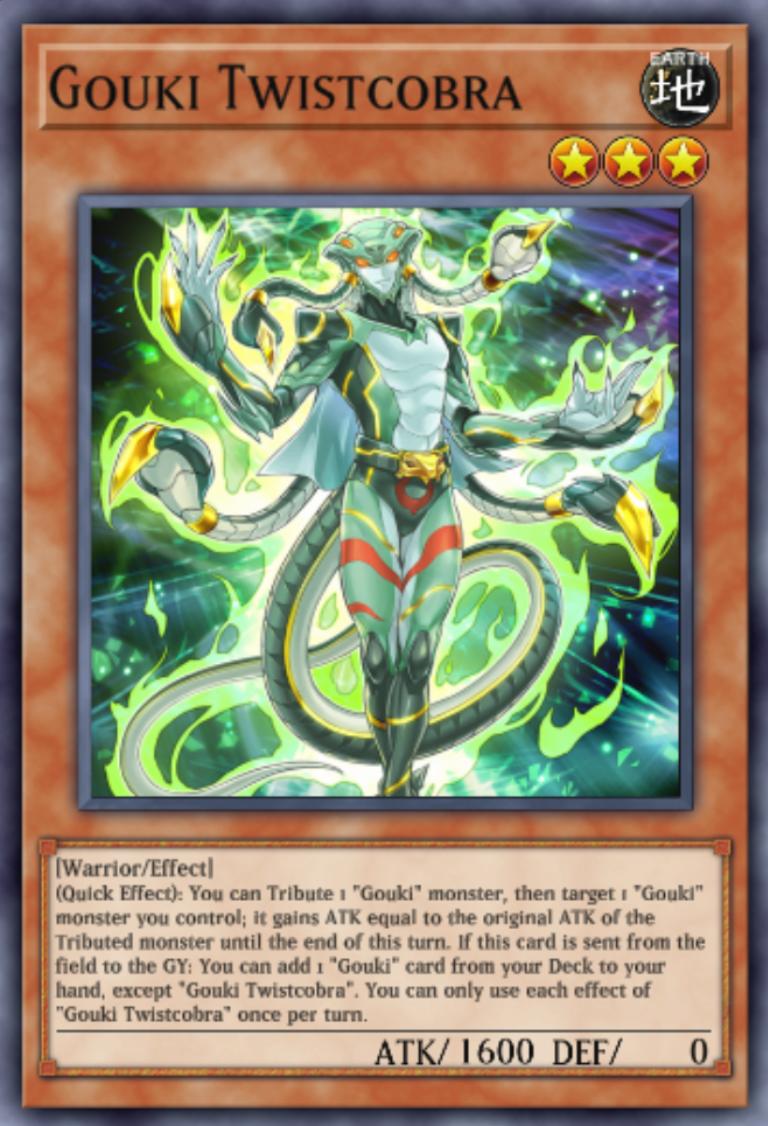 GOUKI TWISTCOBRA
EARTH
地
[Warrior/Effect]
(Quick Effect): You can Tribute 1 "Gouki" monster, then target 1 "Gouki"
monster you control; it gains ATK equal to the original ATK of the
Tributed monster until the end of this turn. If this card is sent from the
field to the GY: You can add 1 "Gouki" card from your Deck to your
hand, except "Gouki Twistcobra". You can only use each effect of
"Gouki Twistcobra" once per turn.
ATK/ 1600 DEF/ 0